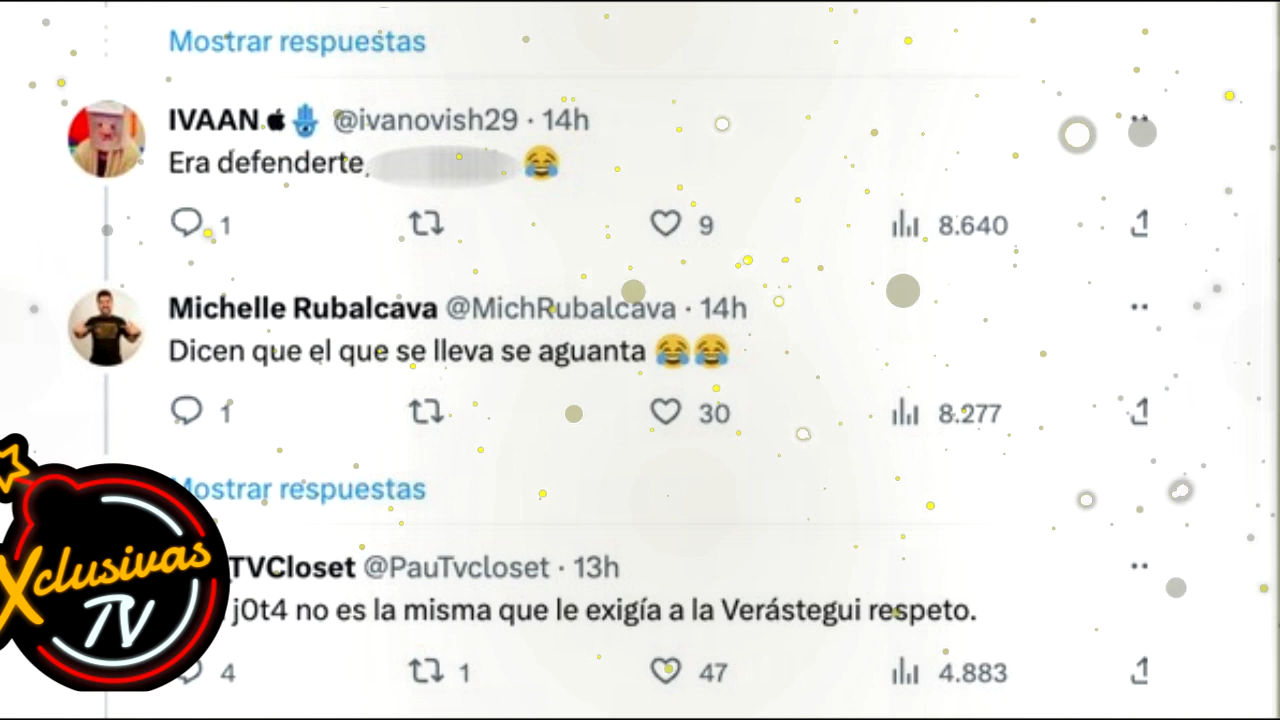 Mostrar respuestas
IVAAN @ivanovish29 · 14h
Era defenderte, 😂
1 9 8.640
Michelle Rubalcava @MichRubalcava · 14h
Dicen que el que se lleva se aguanta 😂😂
1 30 8.277
Mostrar respuestas
TVCloset @PauTvcloset · 13h
j0t4 no es la misma que le exigía a la Verástegui respeto.
4 1 47 4.883
Xclusivas
TV